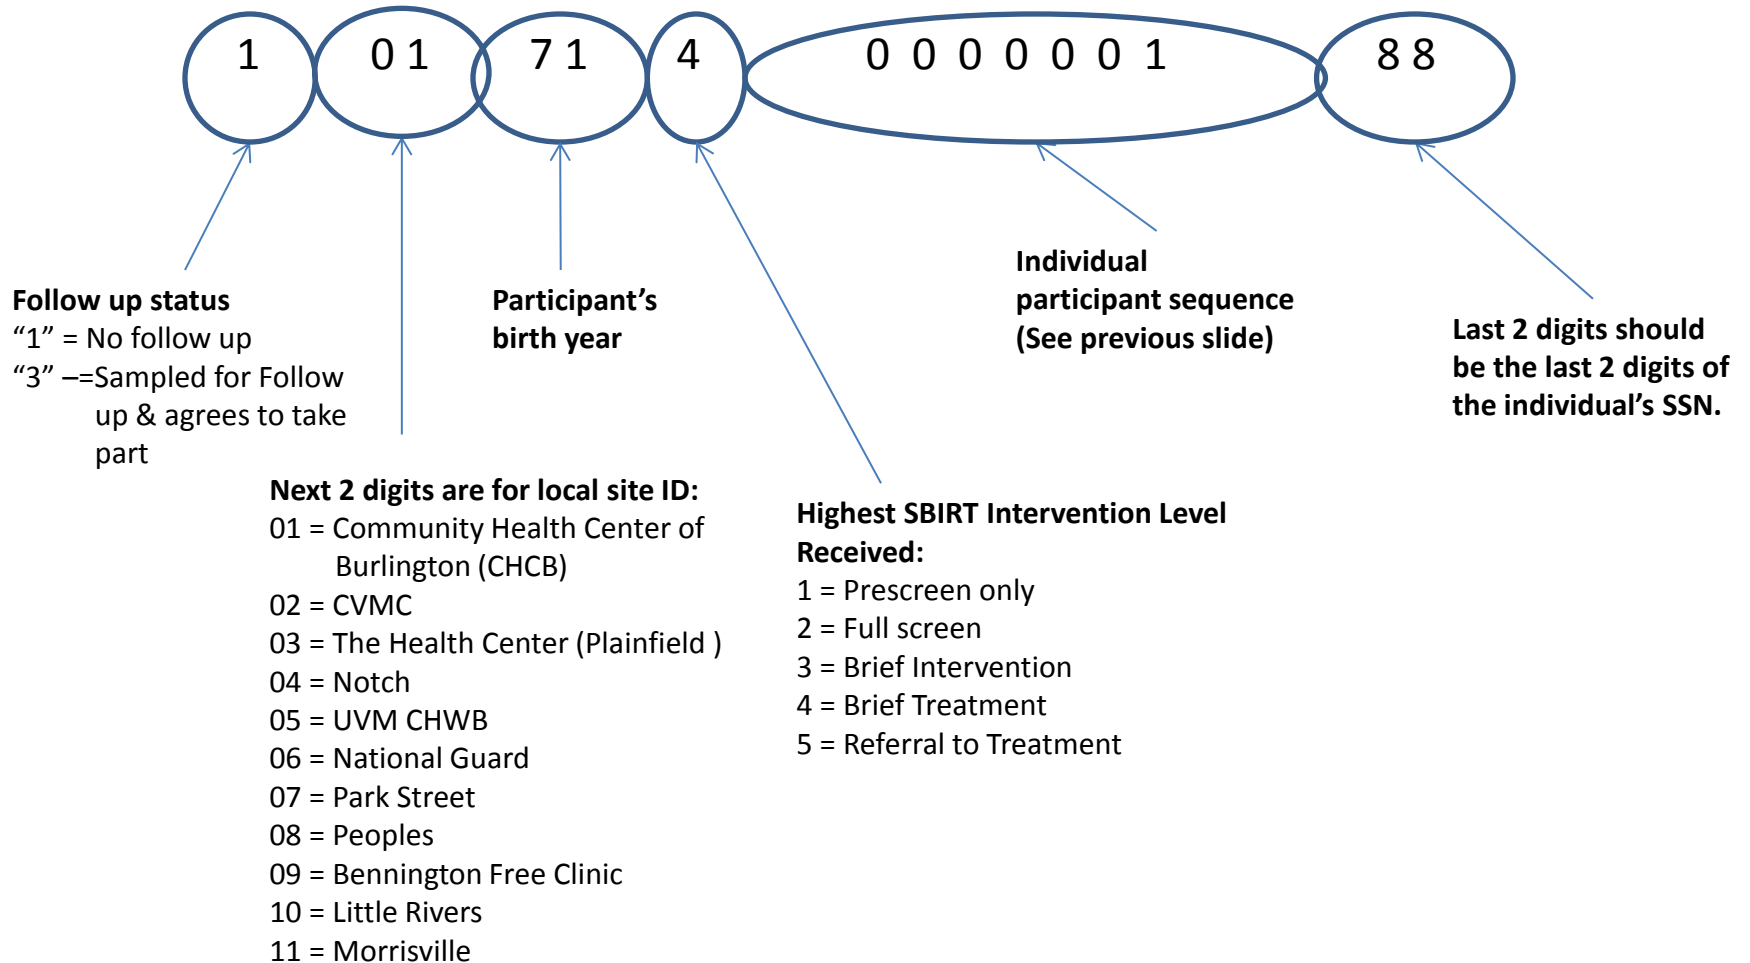 1 0 1 7 1 4 0 0 0 0 0 0 1 8 8
Follow up status
“1” = No follow up
“3” –=Sampled for Follow
up & agrees to take
part
Next 2 digits are for local site ID:
01 = Community Health Center of
Burlington (CHCB)
02 = CVMC
03 = The Health Center (Plainfield )
04 = Notch
05 = UVM CHWB
06 = National Guard
07 = Park Street
08 = Peoples
09 = Bennington Free Clinic
10 = Little Rivers
11 = Morrisville
Participant’s
birth year
Highest SBIRT Intervention Level
Received:
1 = Prescreen only
2 = Full screen
3 = Brief Intervention
4 = Brief Treatment
5 = Referral to Treatment
Individual
participant sequence
(See previous slide)
Last 2 digits should
be the last 2 digits of
the individual’s SSN.